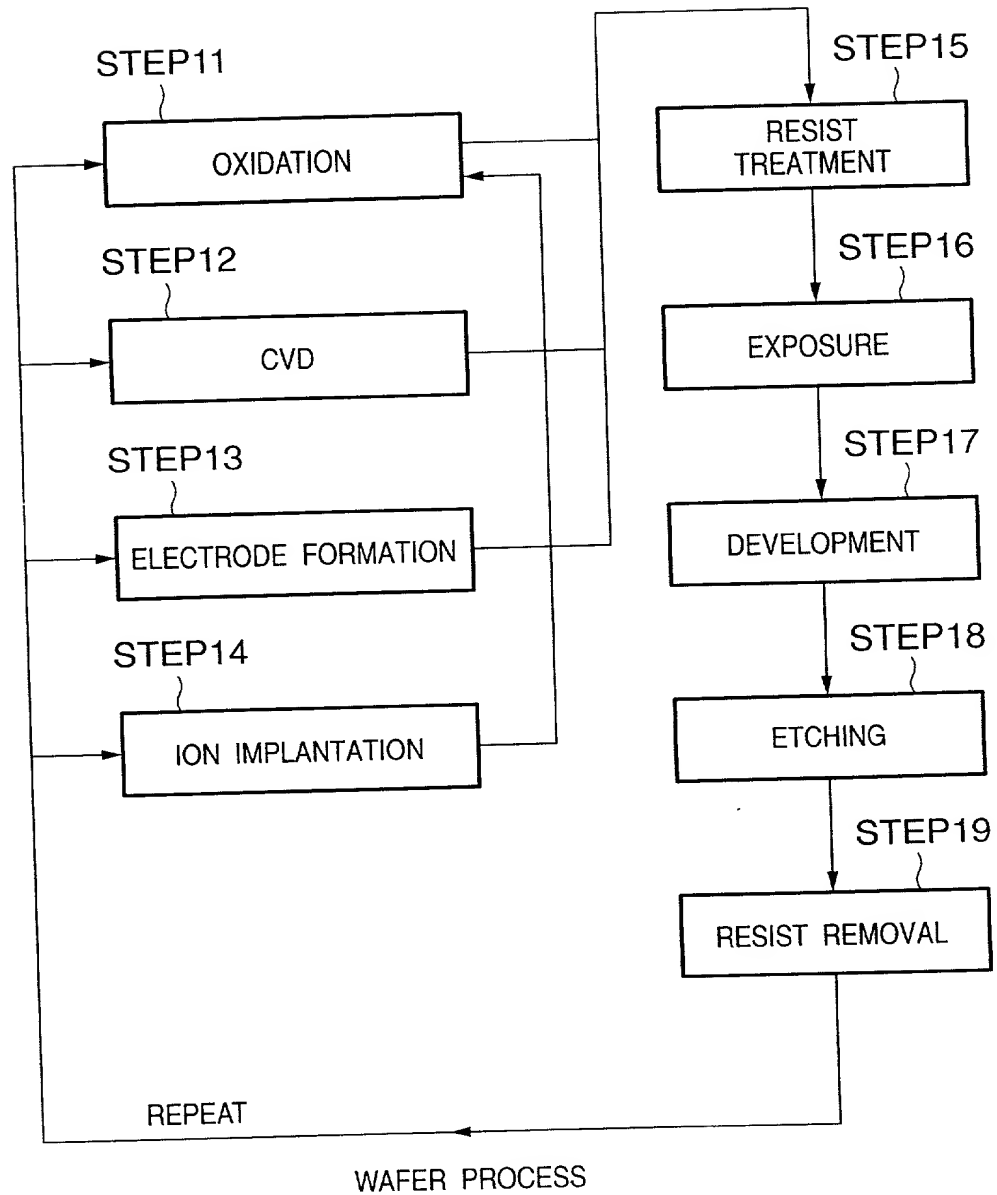 STEP11
OXIDATION
STEP12
CVD
STEP13
ELECTRODE FORMATION
STEP14
ION IMPLANTATION
STEP15
RESIST
TREATMENT
STEP16
EXPOSURE
STEP17
DEVELOPMENT
STEP18
ETCHING
STEP19
RESIST REMOVAL
REPEAT
WAFER PROCESS